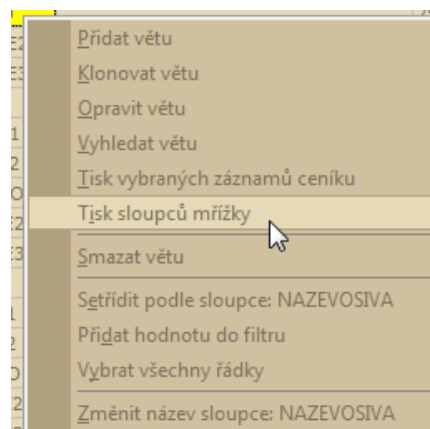 Přidat větu
Klonovat větu
Opravit větu
Vyhledat větu
Tisk vybraných záznamů ceníku
Tisk sloupců mřížky
Smazat větu
Setřídit podle sloupce: NAZEVOSIVA
Přidat hodnotu do filtru
Vybrat všechny řádky
Změnit název sloupce: NAZEVOSIVA